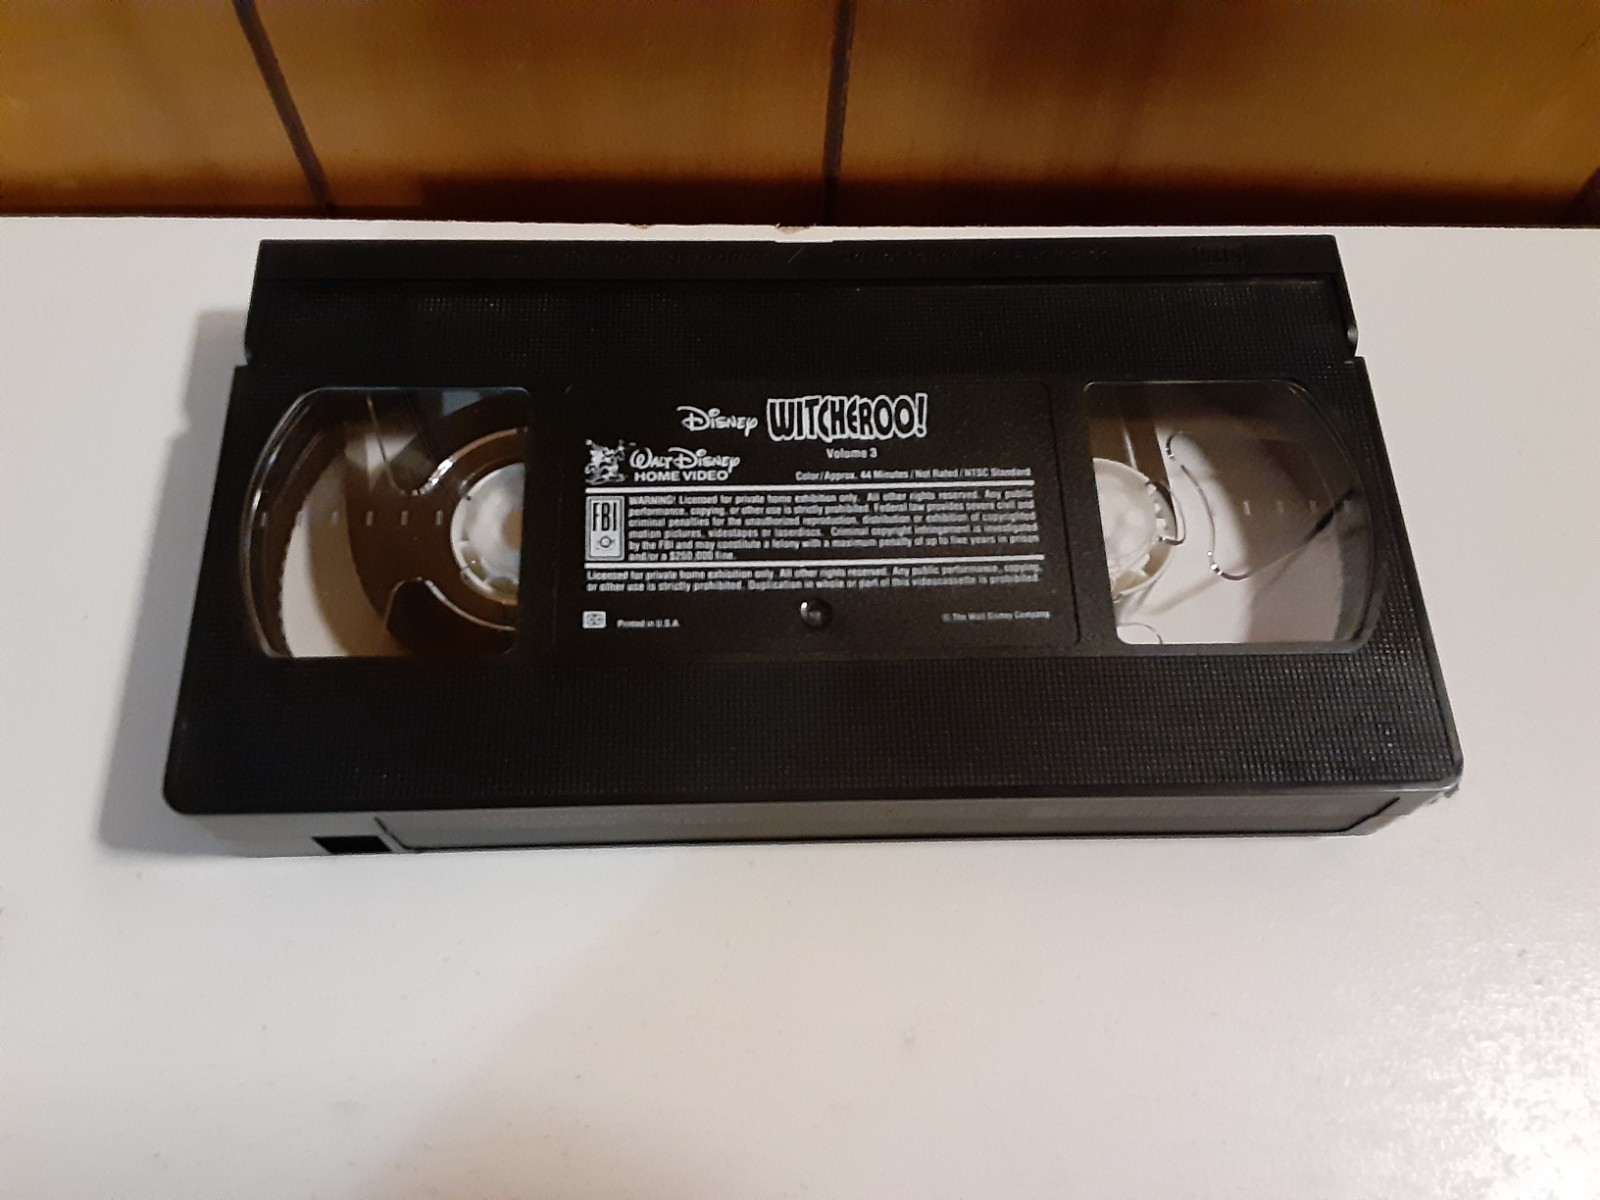 Disney WITCHEROO!
Volume 3
WALT DISNEY
HOME VIDEO
Color/Approx. 44 Minutes/Not Rated/NTSC Standard
FBI
WARNING: Licensed for private home exhibition only. All other rights reserved. Any public
performance, copying, or other use is strictly prohibited. Federal law provides severe civil and
criminal penalties for the unauthorized reproduction, distribution or exhibition of copyrighted
motion pictures, videotapes or laserdiscs. Criminal copyright is investigated
by the FBI and may constitute a felony with a maximum penalty of up to five years in prison
and/or a $250,000 fine.
Licensed for private home exhibition only. All other rights reserved. Any public performance, copying,
or other use is strictly prohibited. Duplication in whole or part of this videocassette is prohibited.
CC
Printed in U.S.A.
© The Walt Disney Company